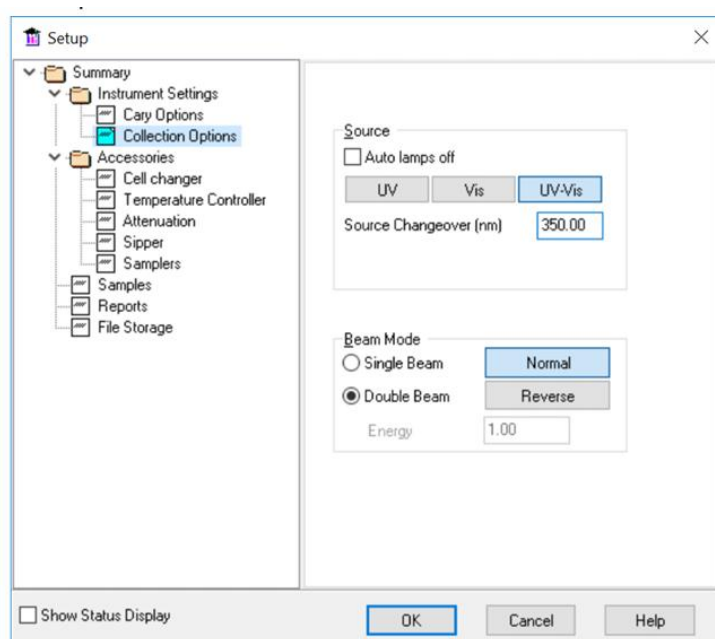 Setup
Summary
Instrument Settings
Cary Options
Collection Options
Accessories
Cell changer
Temperature Controller
Attenuation
Sipper
Samplers
Samples
Reports
File Storage
Source
Auto lamps off
UV Vis UV-Vis
Source Changeover (nm) 350.00
Beam Mode
Single Beam Normal
Double Beam Reverse
Energy 1.00
Show Status Display OK Cancel Help